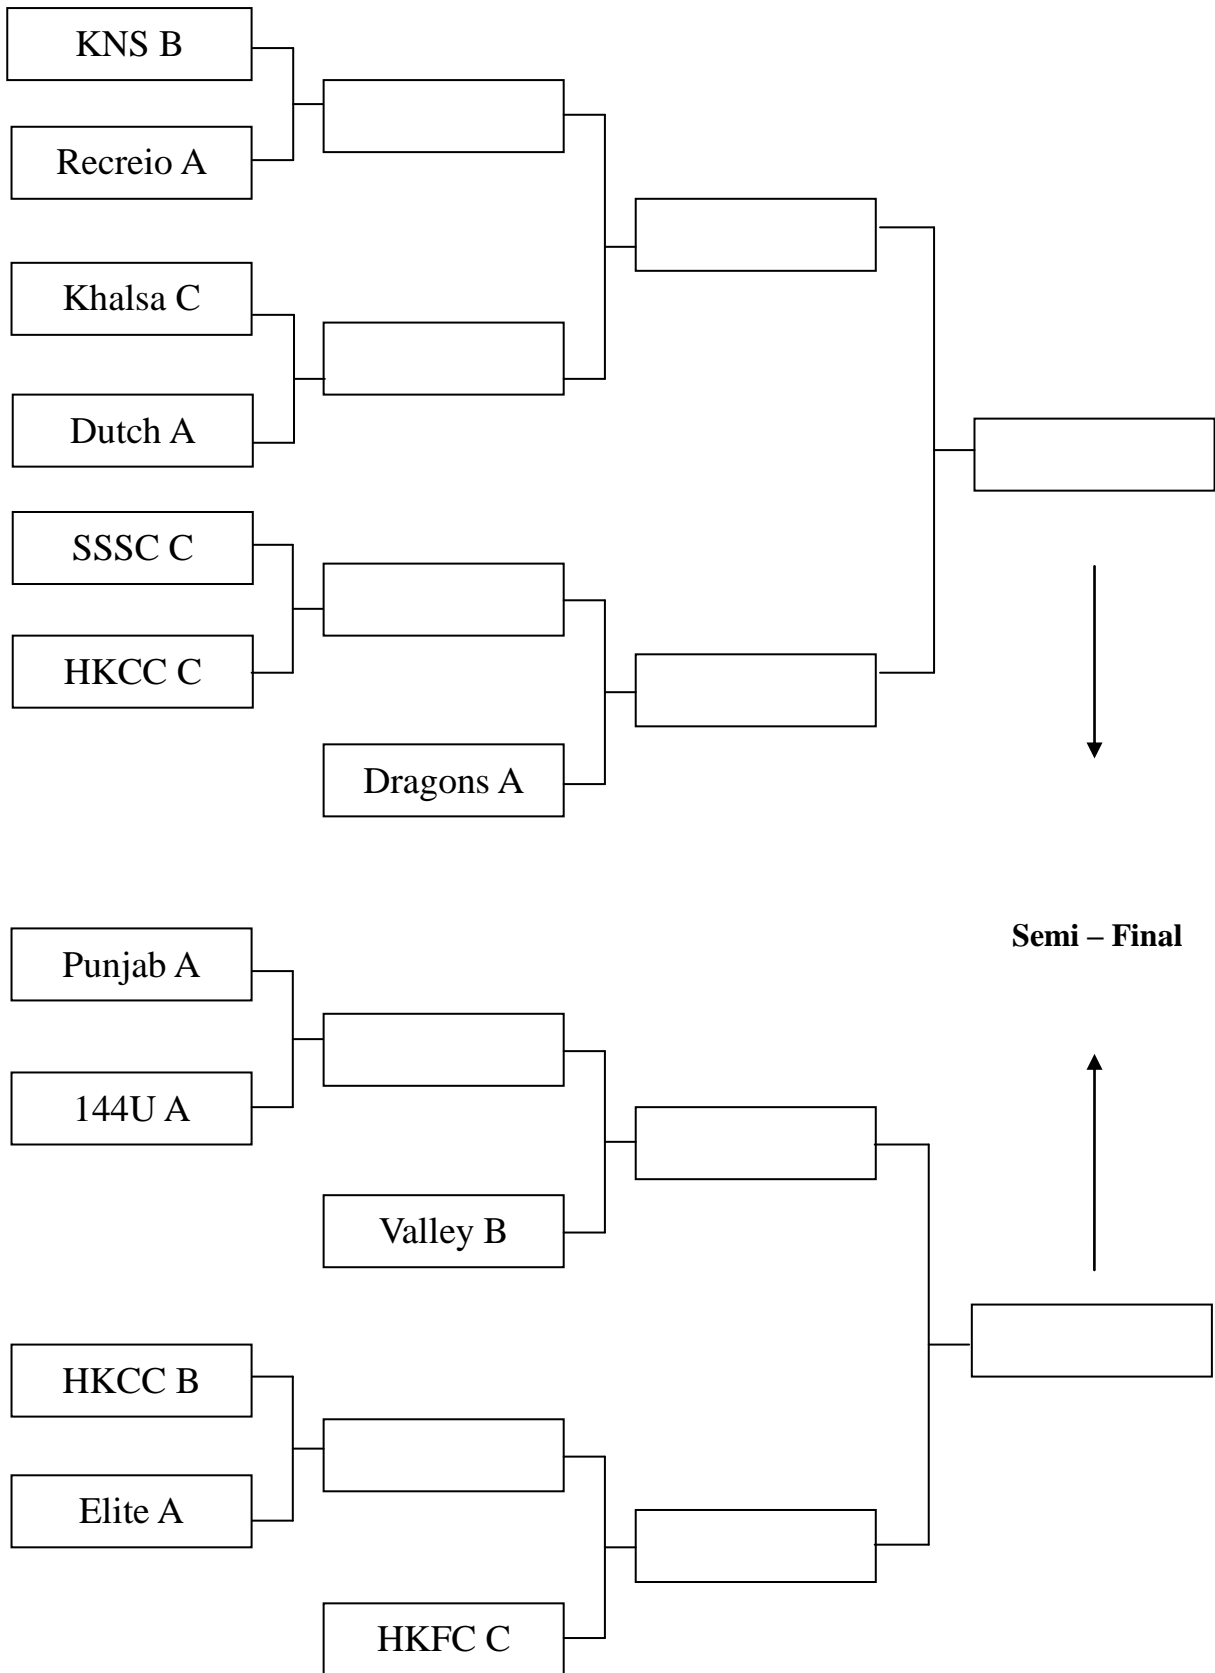 KNS B
Recreio A
Khalsa C
Dutch A
SSSC C
HKCC C
Dragons A
Semi – Final
Punjab A
144U A
Valley B
HKCC B
Elite A
HKFC C